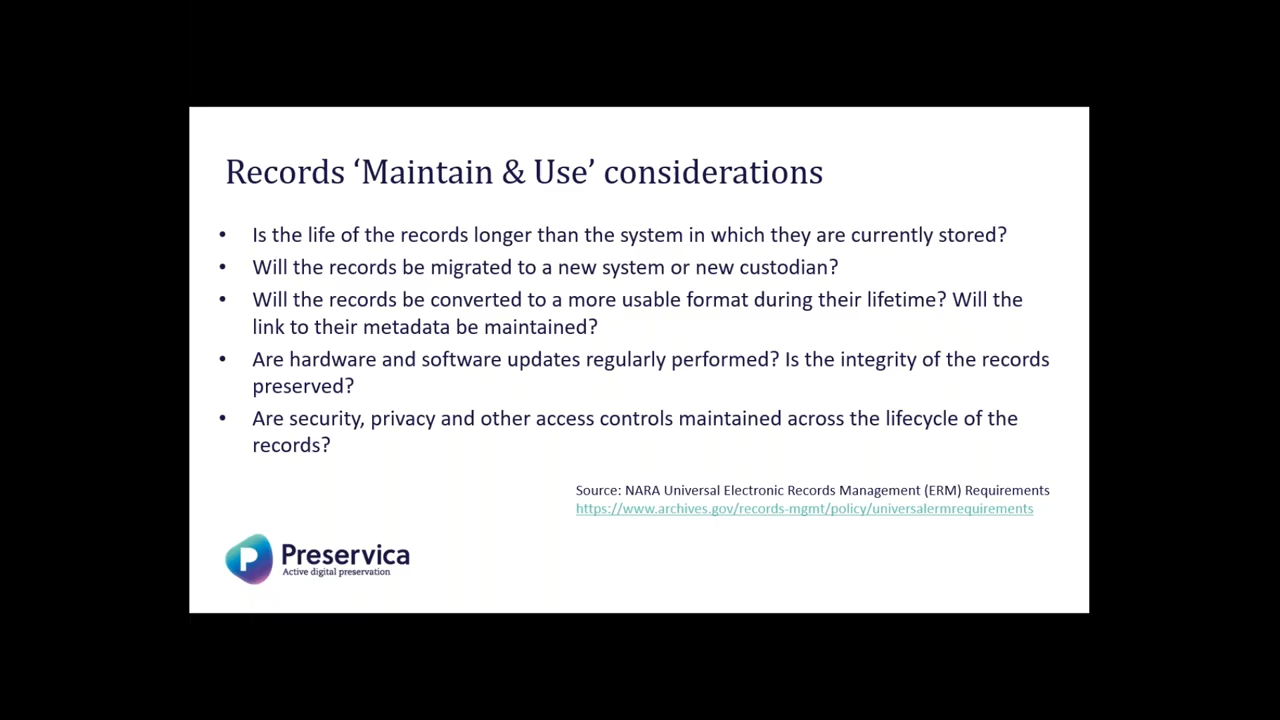 Records ‘Maintain & Use’ considerations
• Is the life of the records longer than the system in which they are currently stored?
• Will the records be migrated to a new system or new custodian?
• Will the records be converted to a more usable format during their lifetime? Will the
link to their metadata be maintained?
• Are hardware and software updates regularly performed? Is the integrity of the records
preserved?
• Are security, privacy and other access controls maintained across the lifecycle of the
records?
Source: NARA Universal Electronic Records Management (ERM) Requirements
https://www.archives.gov/records-mgmt/policy/universalermrequirements
P
Preservica
Active digital preservation